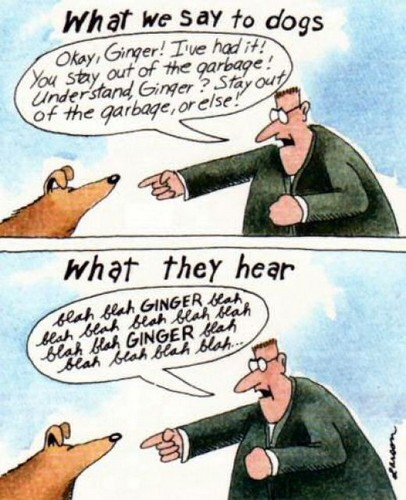 What we say to dogs
Okay, Ginger! I've had it!
You stay out of the garbage!
Understand, Ginger? Stay out
of the garbage, or else!
What they hear
blah blah GINGER blah
blah blah blah blah blah
blah blah GINGER blah
blah blah blah blah...
Larson